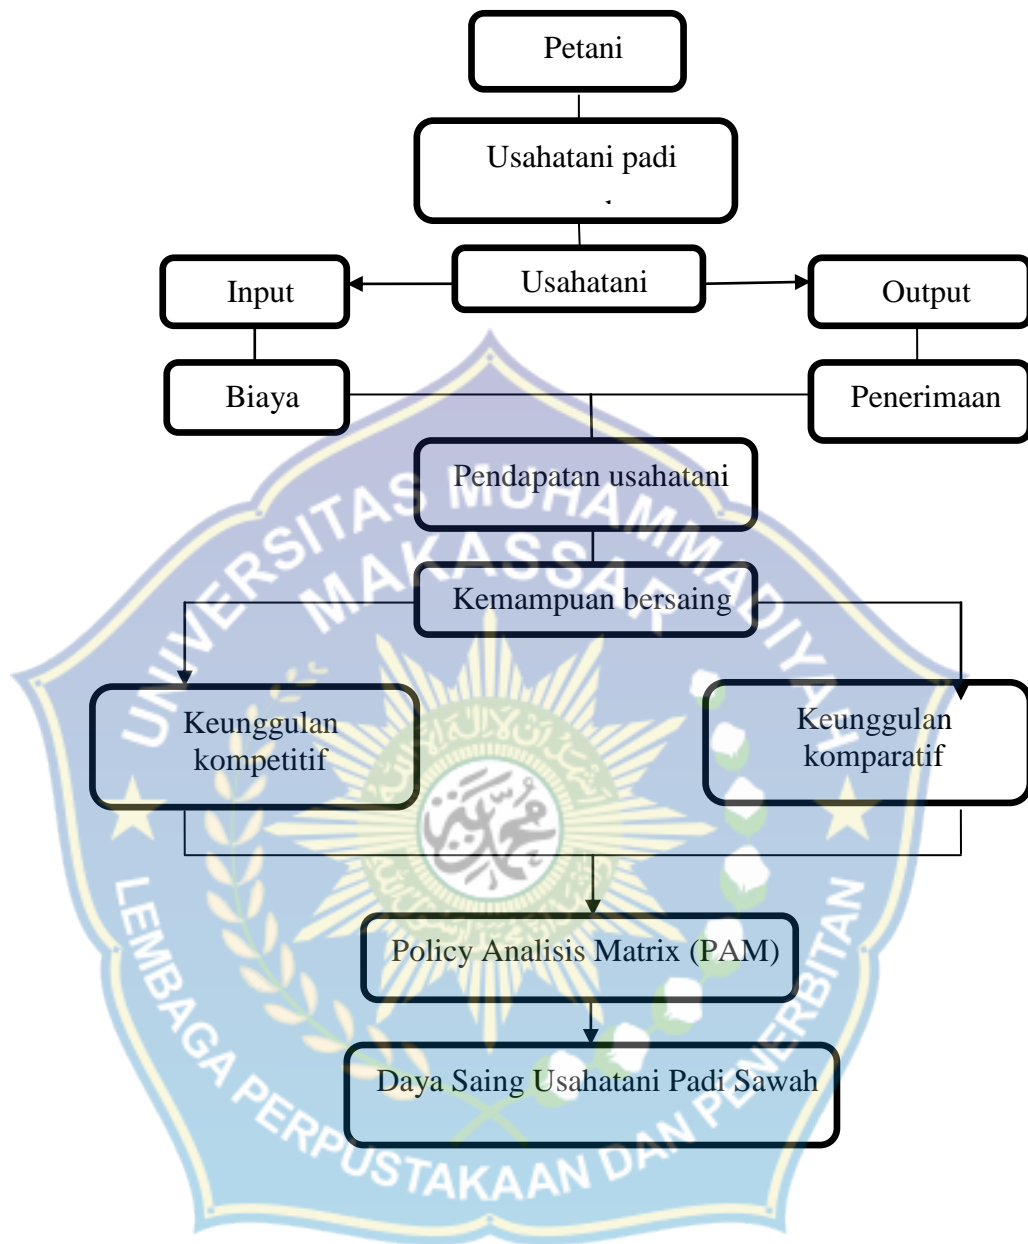 Petani
Usahatani padi
Usahatani
Input
Output
Biaya
Penerimaan
Pendapatan usahatani
Kemampuan bersaing
Keunggulan
kompetitif
Keunggulan
komparatif
Policy Analisis Matrix (PAM)
Daya Saing Usahatani Padi Sawah
UNIVERSITAS MUHAMMADIYAH
MAKASSAR
LEMBAGA PERPUSTAKAAN DAN PENERBITAN